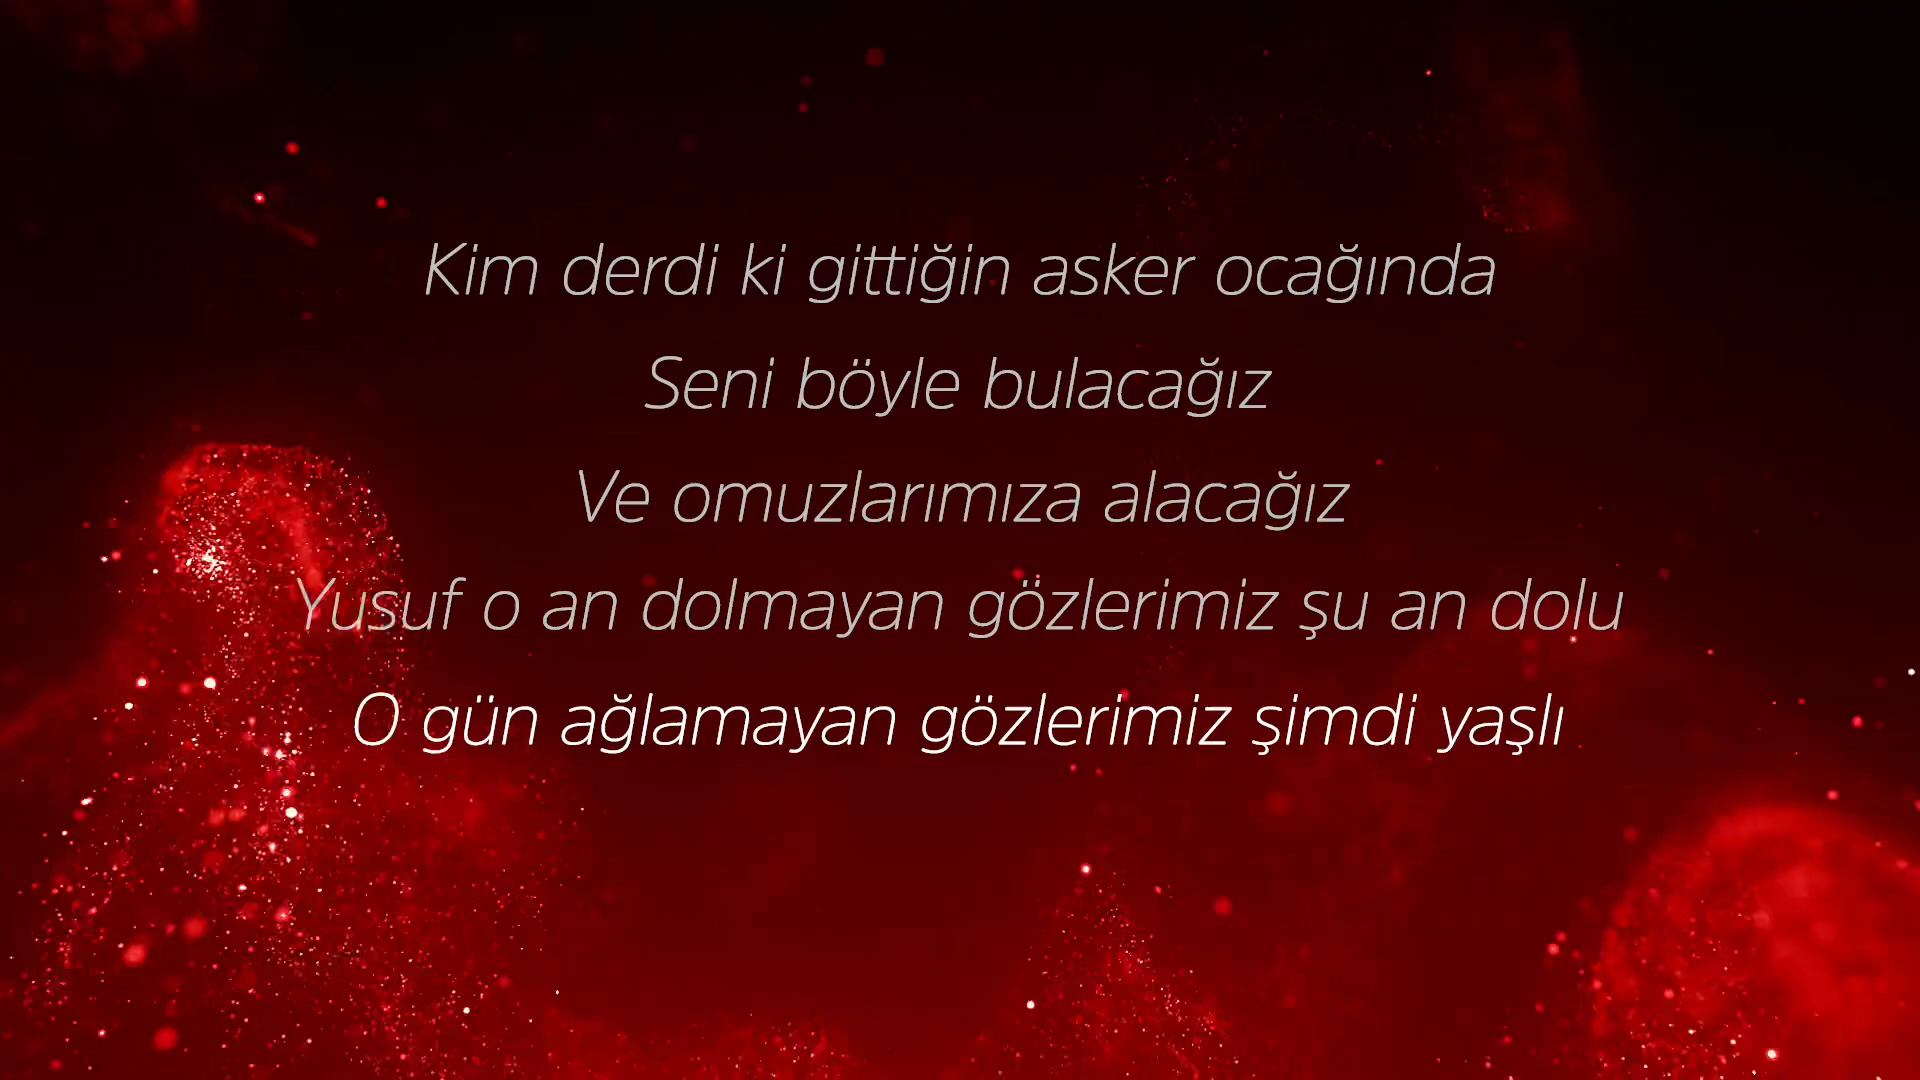 Kim derdi ki gittiğin asker ocağında
Seni böyle bulacağız
Ve omuzlarımıza alacağız
Yusuf o an dolmayan gözlerimiz şu an dolu
O gün ağlamayan gözlerimiz şimdi yaşlı